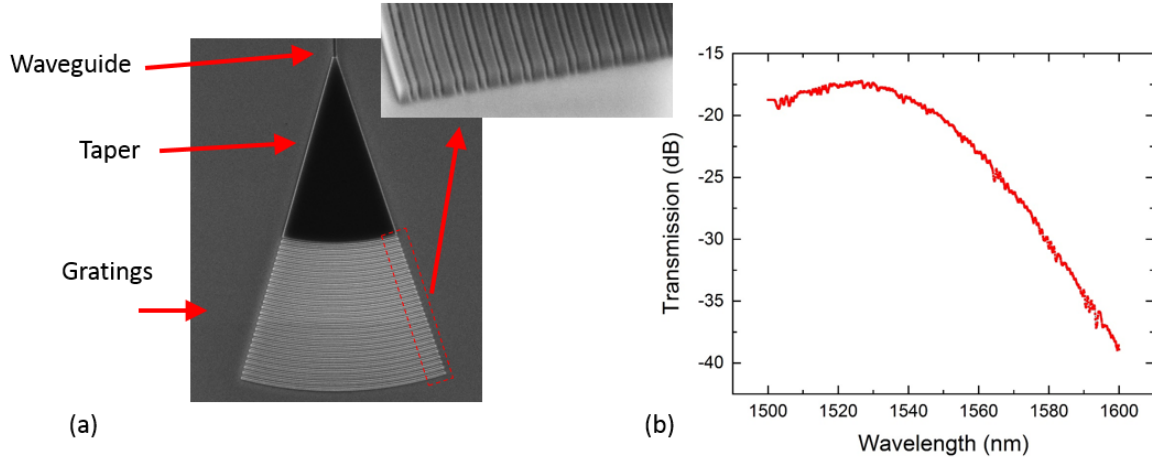 Waveguide
Taper
Gratings
(a)
(b)
-15
-20
-25
-30
-35
-40
Transmission (dB)
1500 1520 1540 1560 1580 1600
Wavelength (nm)